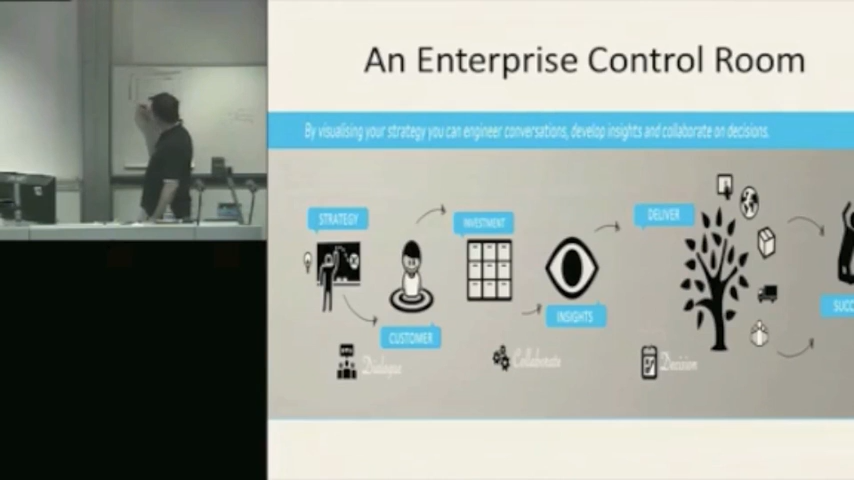 An Enterprise Control Room
By visualising your strategy you can engineer conversations, develop insights and collaborate on decisions.
STRATEGY
INVESTMENT
DELIVER
INSIGHTS
SUCC
CUSTOMER
Dialogue
Collaborate
Decision